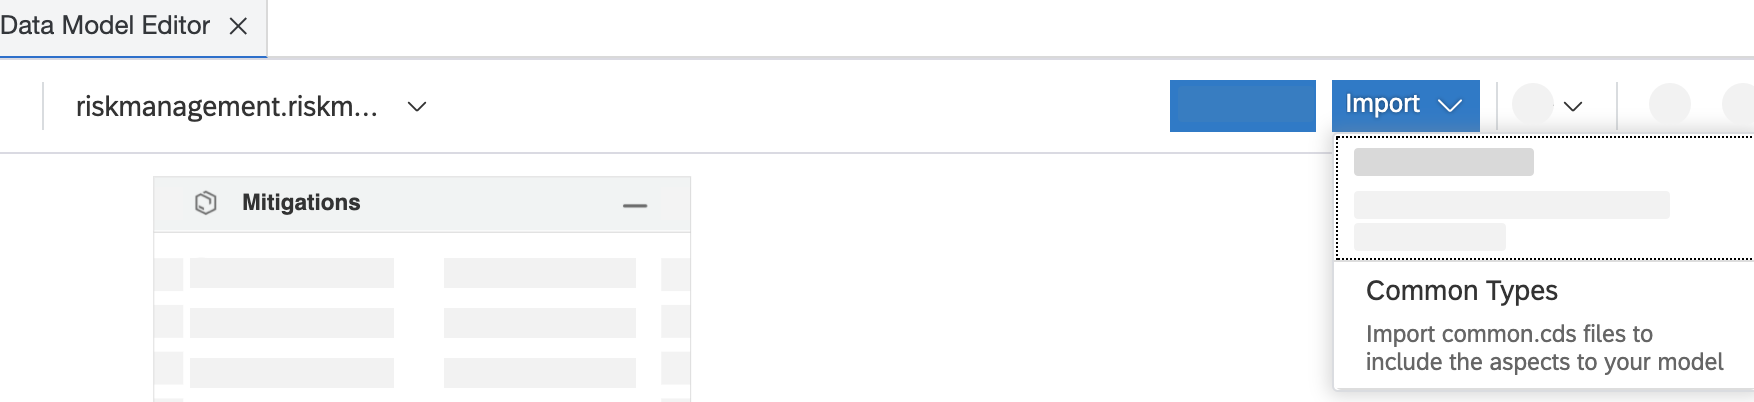 Data Model Editor
riskmanagement.riskm...
Import
Mitigations
Common Types
Import common.cds files to
include the aspects to your model